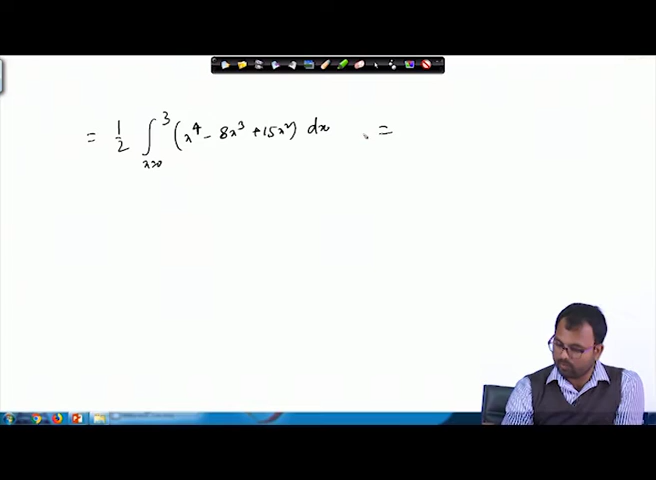 = 1/2 ∫_{x=0}^{3} (x⁴ - 8x³ + 15x²) dx =